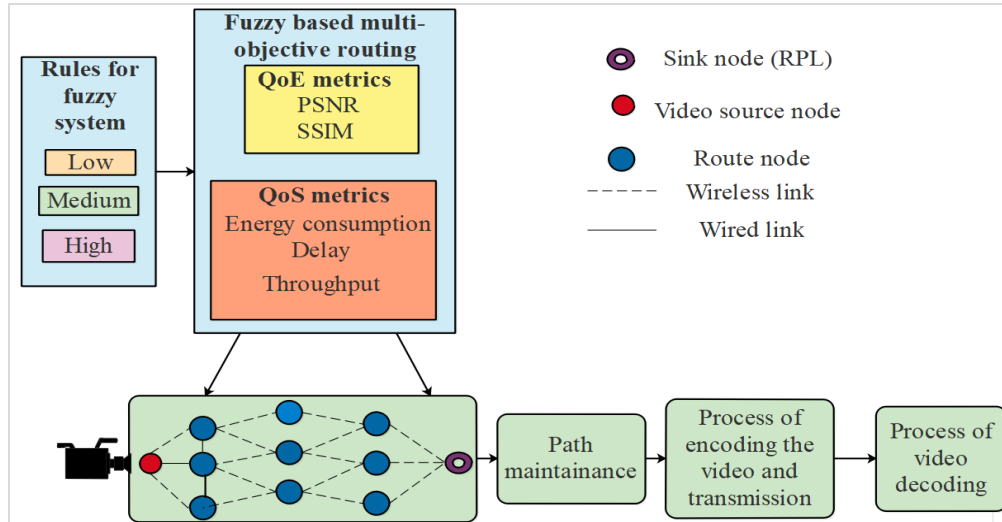 Rules for
fuzzy
system
Low
Medium
High
Fuzzy based multi-
objective routing
QoE metrics
PSNR
SSIM
QoS metrics
Energy consumption
Delay
Throughput
Sink node (RPL)
Video source node
Route node
Wireless link
Wired link
Path
maintainance
Process of
encoding the
video and
transmission
Process of
video
decoding